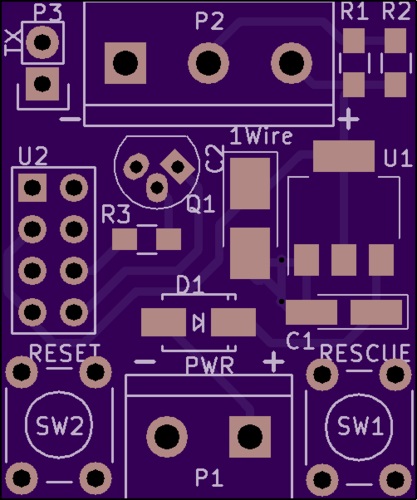 P3
P2
R1 R2
TX
- +
1Wire
U2
C2
U1
R3
Q1
D1
C1
RESET
RESCUE
- PWR +
SW2
SW1
P1